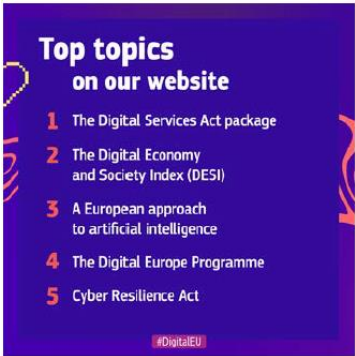 Top topics
on our website
1 The Digital Services Act package
2 The Digital Economy
and Society Index (DESI)
3 A European approach
to artificial intelligence
4 The Digital Europe Programme
5 Cyber Resilience Act
#DigitalEU